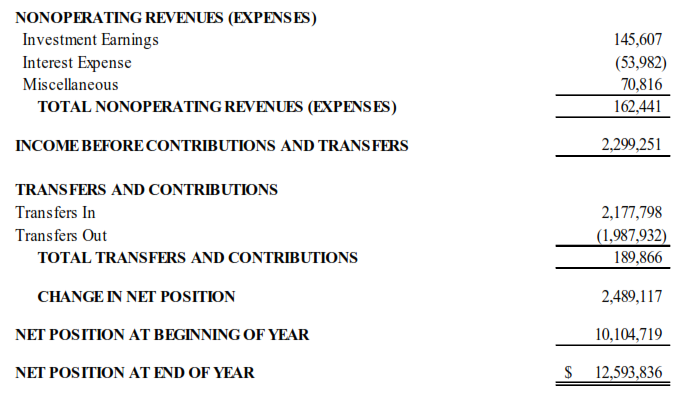 NONOPERATING REVENUES (EXPENSES)
Investment Earnings 145,607
Interest Expense (53,982)
Miscellaneous 70,816
TOTAL NONOPERATING REVENUES (EXPENSES) 162,441
INCOME BEFORE CONTRIBUTIONS AND TRANSFERS 2,299,251
TRANSFERS AND CONTRIBUTIONS
Transfers In 2,177,798
Transfers Out (1,987,932)
TOTAL TRANSFERS AND CONTRIBUTIONS 189,866
CHANGE IN NET POSITION 2,489,117
NET POSITION AT BEGINNING OF YEAR 10,104,719
NET POSITION AT END OF YEAR $ 12,593,836